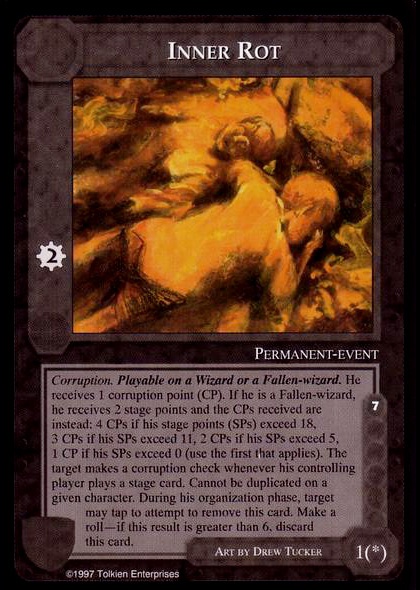 INNER ROT
2
PERMANENT-EVENT
Corruption. Playable on a Wizard or a Fallen-wizard. He
receives 1 corruption point (CP). If he is a Fallen-wizard,
he receives 2 stage points and the CPs received are
instead: 4 CPs if his stage points (SPs) exceed 18,
3 CPs if his SPs exceed 11, 2 CPs if his SPs exceed 5,
1 CP if his SPs exceed 0 (use the first that applies). The
target makes a corruption check whenever his controlling
player plays a stage card. Cannot be duplicated on a
given character. During his organization phase, target
may tap to attempt to remove this card. Make a
roll—if this result is greater than 6, discard
this card.
7
ART BY DREW TUCKER
1(*)
©1997 Tolkien Enterprises